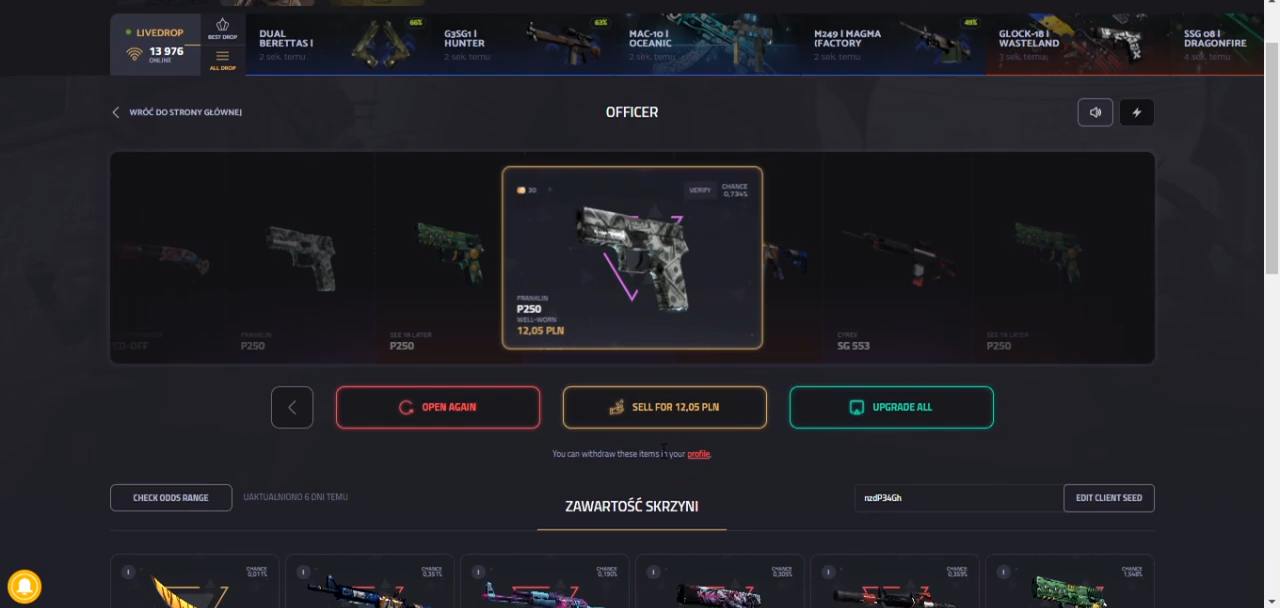 LIVEDROP
13 976
ONLINE
BEST DROP
ALL DROP
DUAL
BERETTAS I
2 sek. temu
66%
G3SG1 I
HUNTER
2 sek. temu
63%
MAC-10 I
OCEANIC
2 sek. temu
M249 I MAGMA
(FACTORY
2 sek. temu
49%
GLOCK-18 I
WASTELAND
3 sek. temu
SSG 08 I
DRAGONFIRE
4 sek. temu
WRÓĆ DO STRONY GŁÓWNEJ
OFFICER
30
VERIFY
CHANCE
0,734%
ED-OFF
FRANKLIN
P250
SEE YA LATER
P250
FRANKLIN
P250
WELL-WORN
12,05 PLN
CYREX
SG 553
SEE YA LATER
P250
OPEN AGAIN
SELL FOR 12,05 PLN
UPGRADE ALL
You can withdraw these items in your profile.
CHECK ODDS RANGE
UAKTUALNIONO 6 DNI TEMU
ZAWARTOŚĆ SKRZYNI
nzdP34Gh
EDIT CLIENT SEED
CHANCE
0,011%
CHANCE
0,351%
CHANCE
0,190%
CHANCE
0,305%
CHANCE
0,359%
CHANCE
1,548%